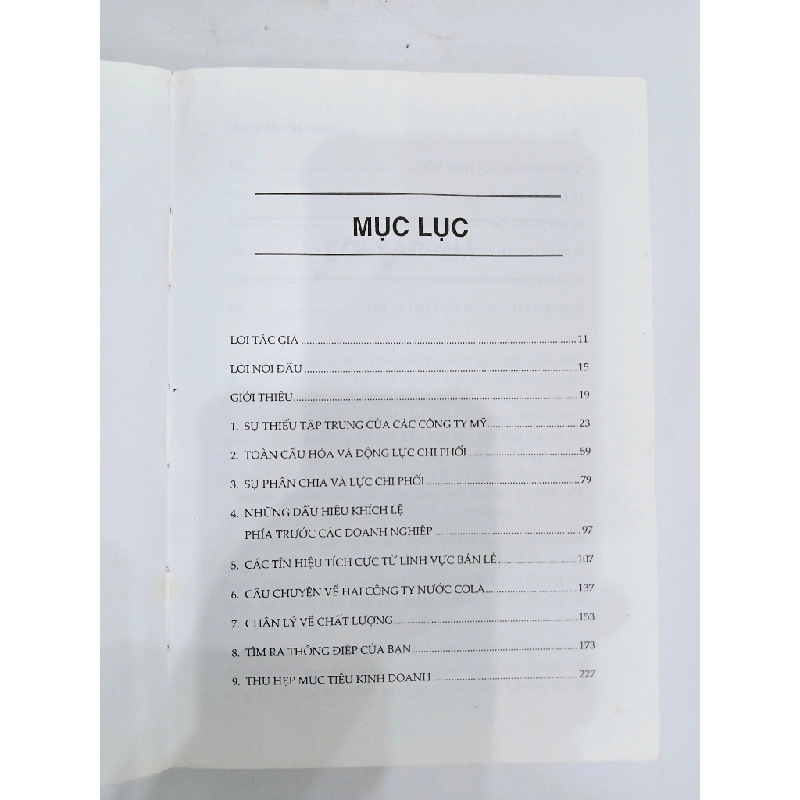 MỤC LỤC
LỜI TÁC GIẢ 11
LỜI NÓI ĐẦU 15
GIỚI THIỆU 19
1. SỰ THIẾU TẬP TRUNG CỦA CÁC CÔNG TY MỸ 23
2. TOÀN CẦU HÓA VÀ ĐỘNG LỰC CHI PHỐI 59
3. SỰ PHÂN CHIA VÀ LỰC CHI PHỐI 79
4. NHỮNG DẤU HIỆU KHÍCH LỆ
PHÍA TRƯỚC CÁC DOANH NGHIỆP 97
5. CÁC TÍN HIỆU TÍCH CỰC TỪ LĨNH VỰC BÁN LẺ 107
6. CÂU CHUYỆN VỀ HAI CÔNG TY NƯỚC COLA 137
7. CHÂN LÝ VỀ CHẤT LƯỢNG 153
8. TÌM RA THÔNG ĐIỆP CỦA BẠN 173
9. THU HẸP MỤC TIÊU KINH DOANH 227